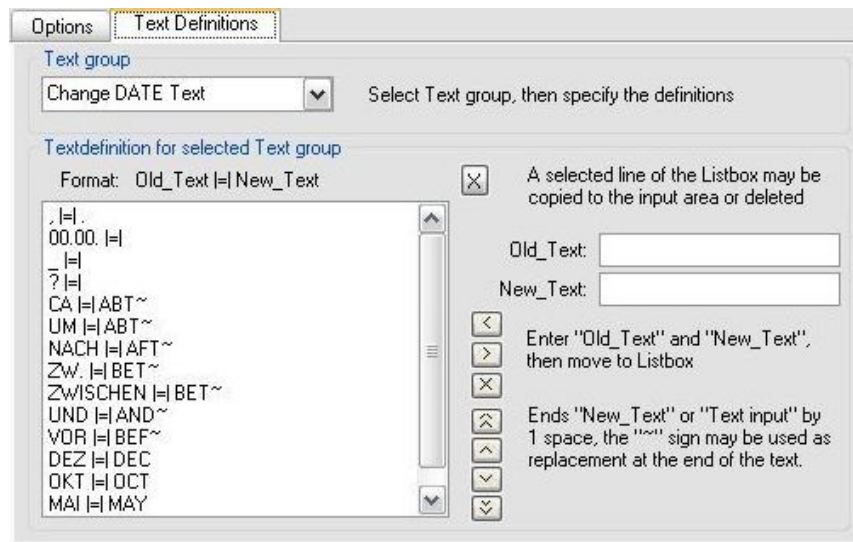 Options
Text Definitions
Text group
Change DATE Text
Select Text group, then specify the definitions
Textdefinition for selected Text group
Format: Old_Text |=| New_Text
X
A selected line of the Listbox may be
copied to the input area or deleted
, |=| .
00.00. |=|
_ |=|
? |=|
CA |=| ABT~
UM |=| ABT~
NACH |=| AFT~
ZW. |=| BET~
ZWISCHEN |=| BET~
UND |=| AND~
VOR |=| BEF~
DEZ |=| DEC
OKT |=| OCT
MAI |=| MAY
Old_Text:
New_Text:
Enter "Old_Text" and "New_Text",
then move to Listbox
Ends "New_Text" or "Text input" by
1 space, the "~" sign may be used as
replacement at the end of the text.